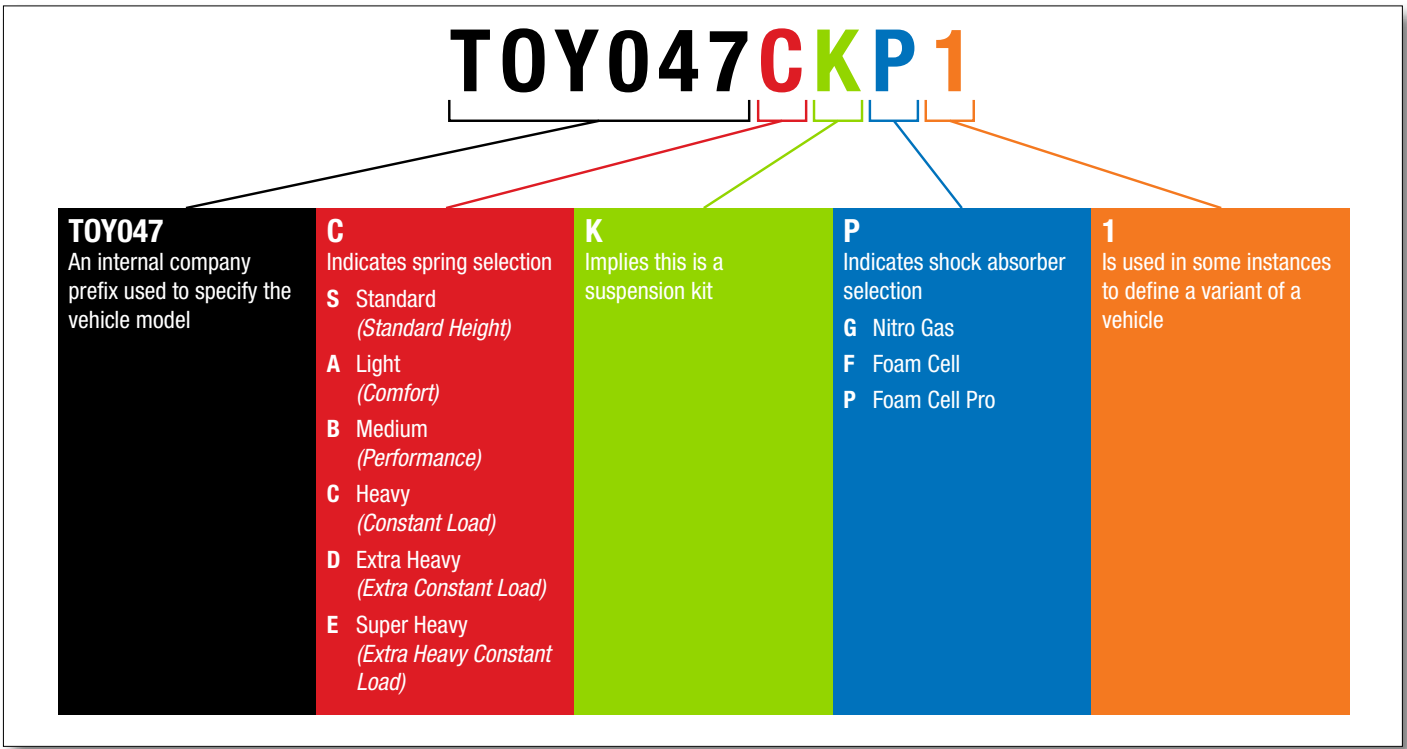 TOY047CKP1
TOY047
An internal company
prefix used to specify the
vehicle model
C
Indicates spring selection
S Standard
(Standard Height)
A Light
(Comfort)
B Medium
(Performance)
C Heavy
(Constant Load)
D Extra Heavy
(Extra Constant Load)
E Super Heavy
(Extra Heavy Constant
Load)
K
Implies this is a
suspension kit
P
Indicates shock absorber
selection
G Nitro Gas
F Foam Cell
P Foam Cell Pro
1
Is used in some instances
to define a variant of a
vehicle